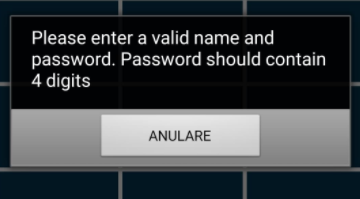 Please enter a valid name and
password. Password should contain
4 digits
ANULARE